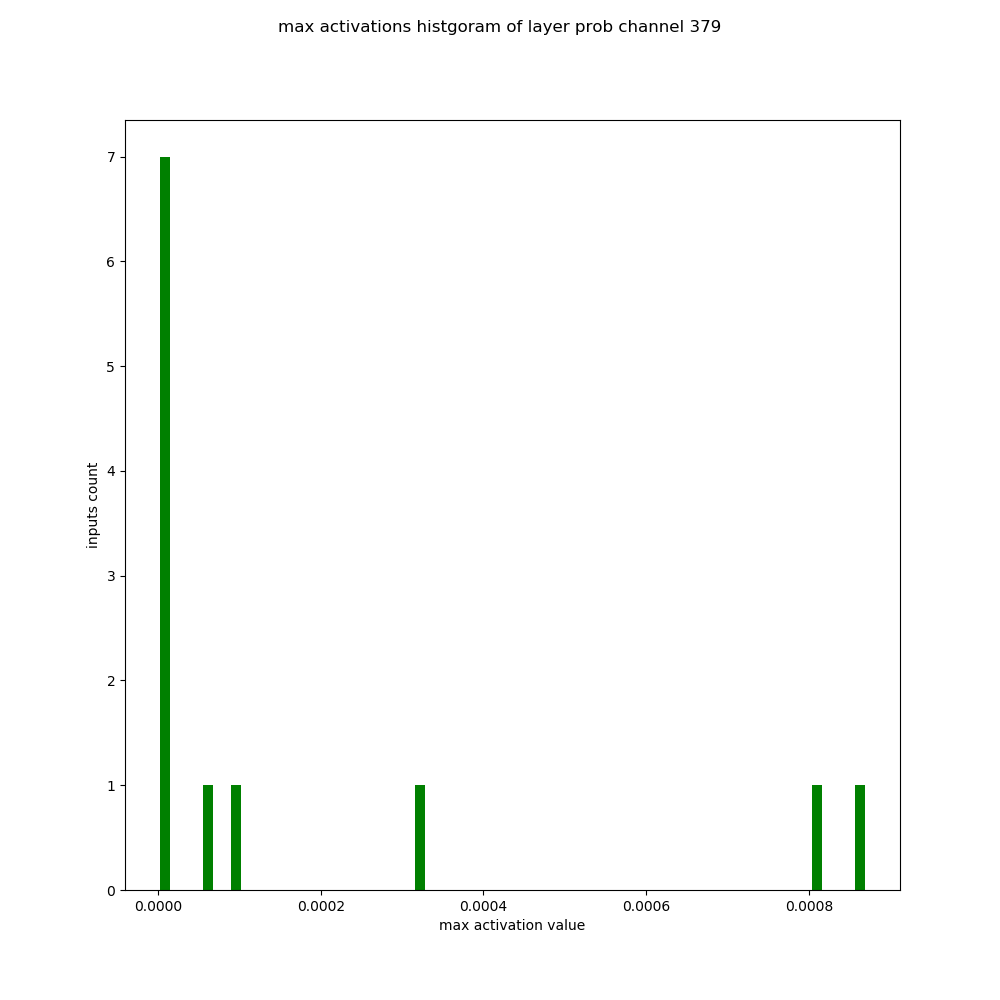 max activations histgoram of layer prob channel 379
7
6
5
4
3
2
1
0
inputs count
0.0000 0.0002 0.0004 0.0006 0.0008
max activation value